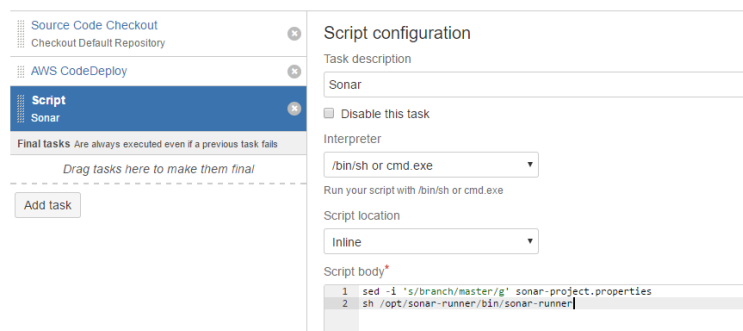 Source Code Checkout
Checkout Default Repository
AWS CodeDeploy
Script
Sonar
Final tasks Are always executed even if a previous task fails
Drag tasks here to make them final
Add task
Script configuration
Task description
Sonar
Disable this task
Interpreter
/bin/sh or cmd.exe
Run your script with /bin/sh or cmd.exe
Script location
Inline
Script body*
1 sed -i 's/branch/master/g' sonar-project.properties
2 sh /opt/sonar-runner/bin/sonar-runner